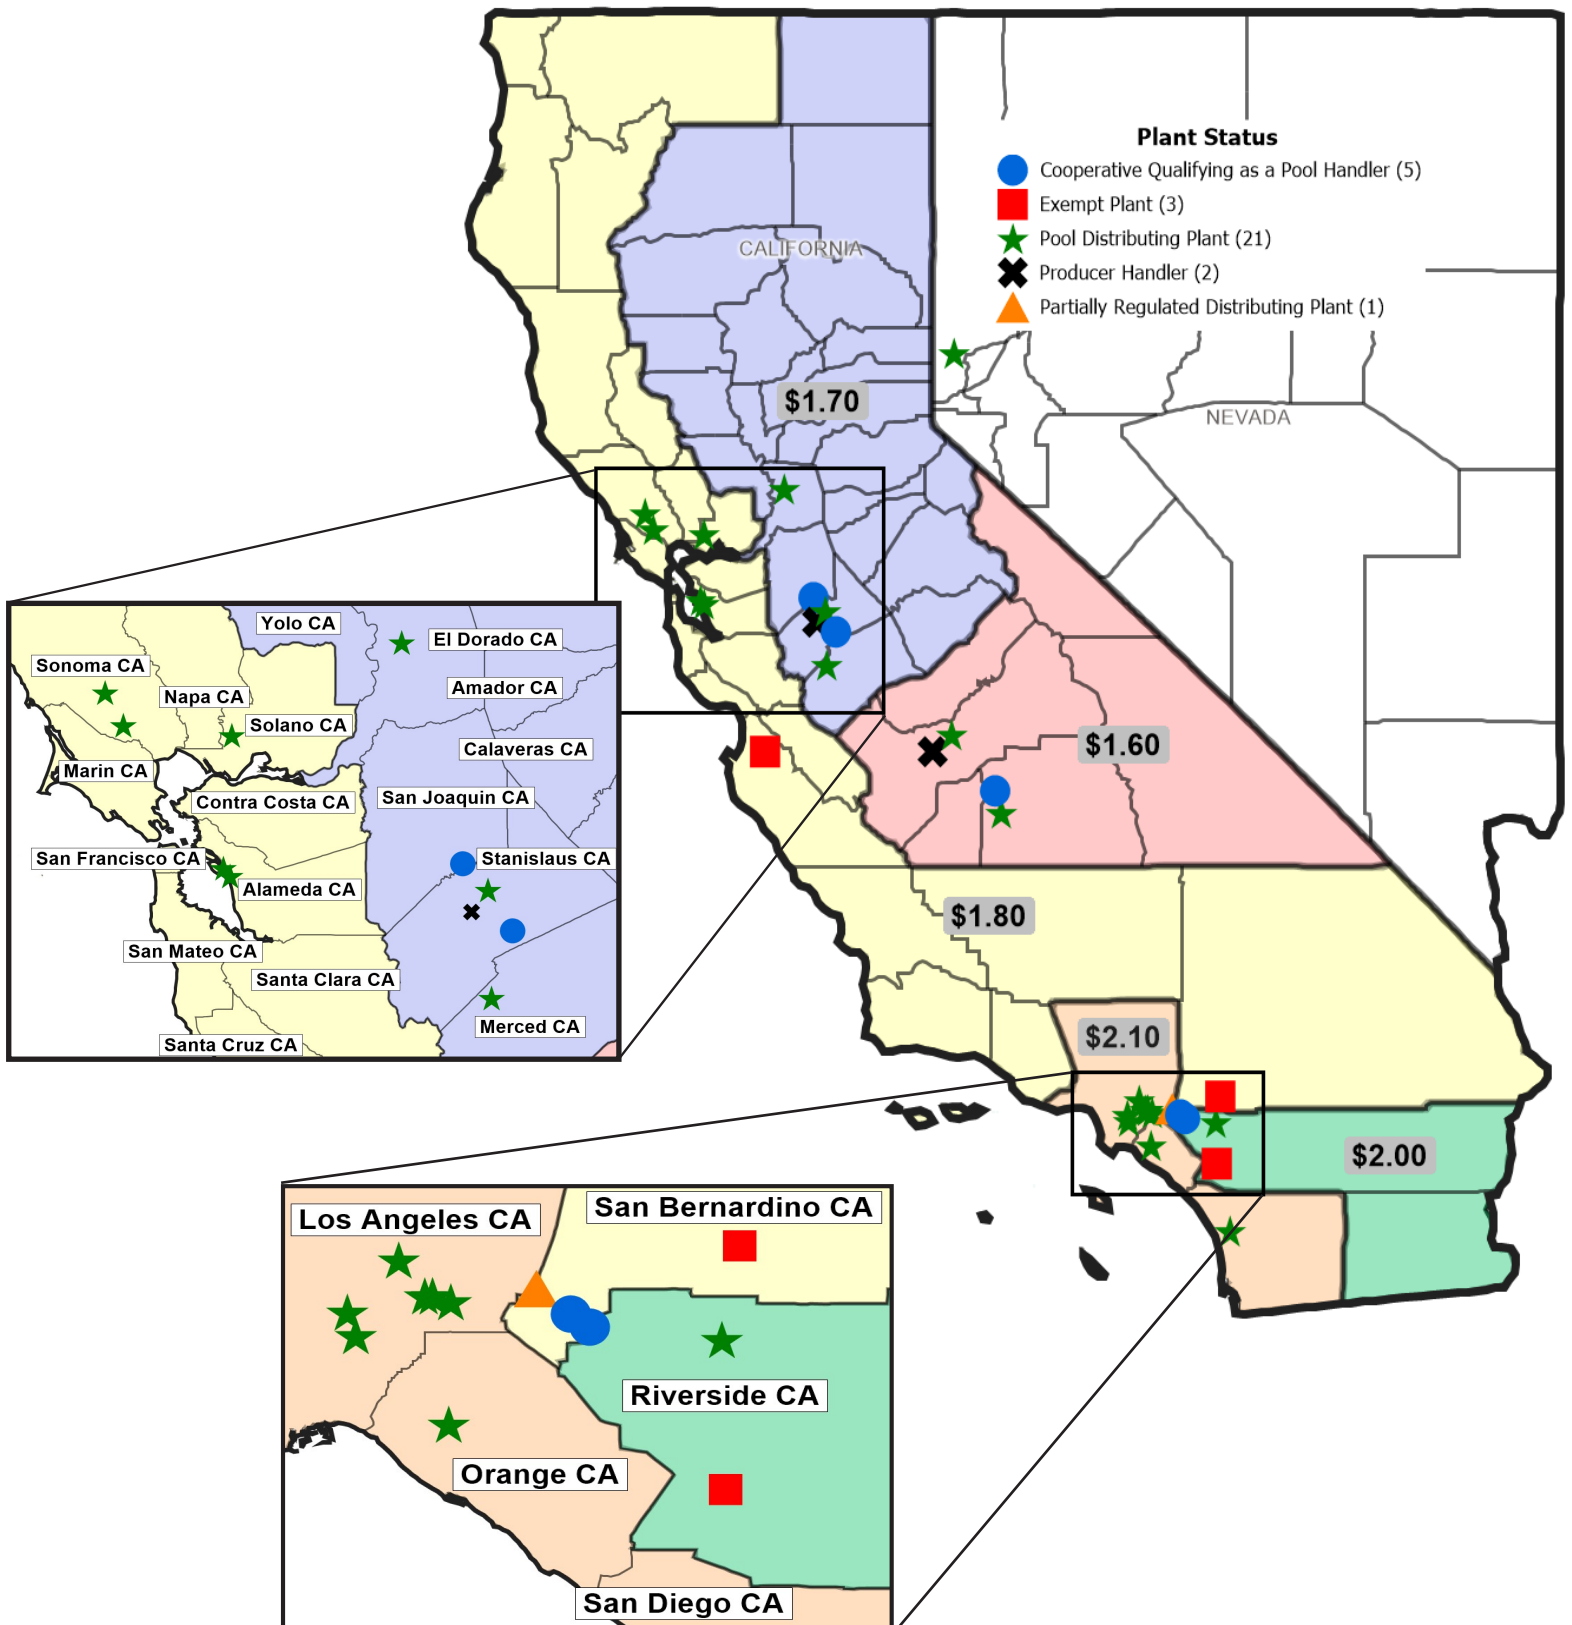 Plant Status
Cooperative Qualifying as a Pool Handler (5)
Exempt Plant (3)
Pool Distributing Plant (21)
Producer Handler (2)
Partially Regulated Distributing Plant (1)
CALIFORNIA
NEVADA
$1.70
$1.60
$1.80
$2.10
$2.00
Yolo CA
El Dorado CA
Sonoma CA
Napa CA
Amador CA
Solano CA
Calaveras CA
Marin CA
San Joaquin CA
Contra Costa CA
San Francisco CA
Stanislaus CA
Alameda CA
San Mateo CA
Santa Clara CA
Merced CA
Santa Cruz CA
San Bernardino CA
Los Angeles CA
Riverside CA
Orange CA
San Diego CA